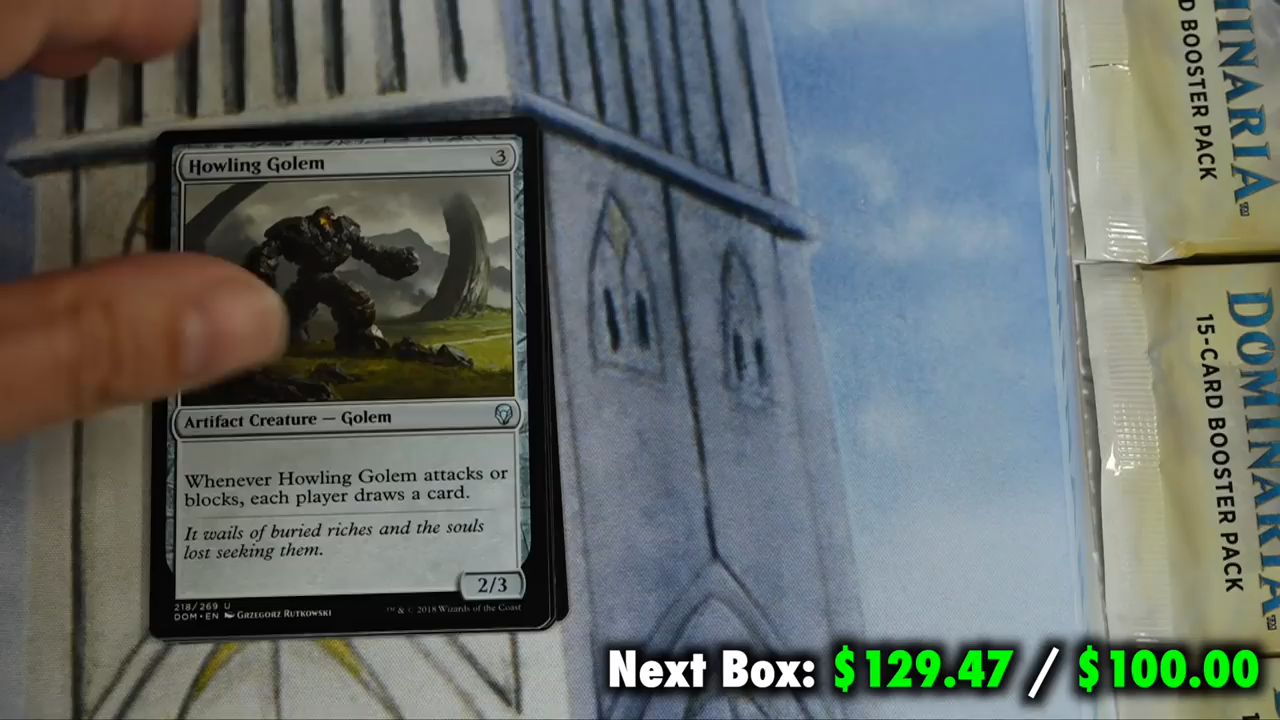 Howling Golem 3
Artifact Creature — Golem
Whenever Howling Golem attacks or
blocks, each player draws a card.
It wails of buried riches and the souls
lost seeking them.
2/3
218/269 U
DOM • EN GRZEGORZ RUTKOWSKI
™ & © 2018 Wizards of the Coast
MINARIA™
D BOOSTER PACK
DOMINARIA™
15-CARD BOOSTER PACK
Next Box: $129.47 / $100.00